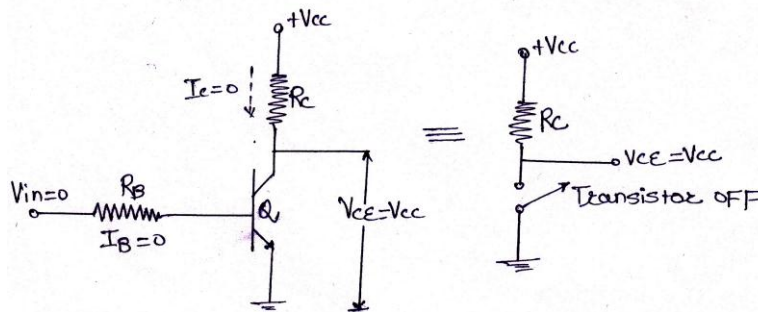 +Vcc
Ic=0
Rc
Vin=0
RB
IB=0
Q
VCE=Vcc
+Vcc
Rc
VCE=Vcc
Transistor OFF